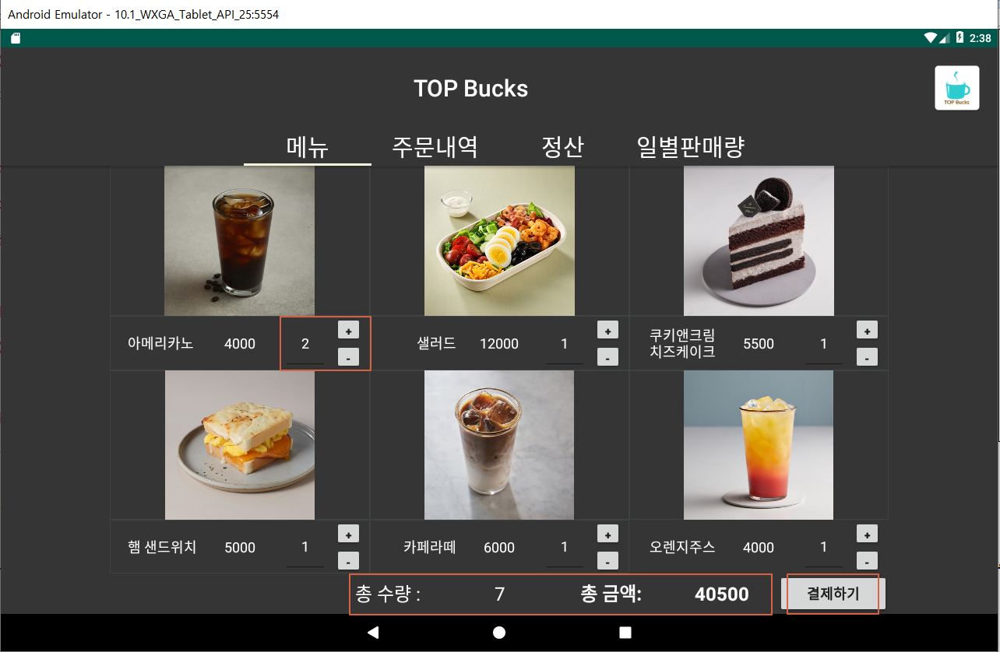 Android Emulator - 10.1_WXGA_Tablet_API_25:5554
2:38
TOP Bucks
TOP Bucks
메뉴 주문내역 정산 일별판매량
아메리카노 4000 2 + -
샐러드 12000 1 + -
쿠키앤크림
치즈케이크 5500 1 + -
햄 샌드위치 5000 1 + -
카페라떼 6000 1 + -
오렌지주스 4000 1 + -
총 수량 : 7 총 금액: 40500 결제하기